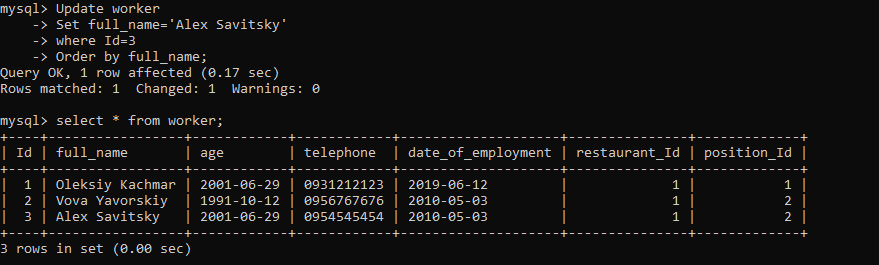 mysql> Update worker
    -> Set full_name='Alex Savitsky'
    -> where Id=3
    -> Order by full_name;
Query OK, 1 row affected (0.17 sec)
Rows matched: 1  Changed: 1  Warnings: 0

mysql> select * from worker;
+----+-----------------+------------+------------+--------------------+---------------+-------------+
| Id | full_name       | age        | telephone  | date_of_employment | restaurant_Id | position_Id |
+----+-----------------+------------+------------+--------------------+---------------+-------------+
|  1 | Oleksiy Kachmar | 2001-06-29 | 0931212123 | 2019-06-12         |             1 |           1 |
|  2 | Vova Yavorskiy  | 1991-10-12 | 0956767676 | 2010-05-03         |             1 |           2 |
|  3 | Alex Savitsky   | 2001-06-29 | 0954545454 | 2010-05-03         |             1 |           2 |
+----+-----------------+------------+------------+--------------------+---------------+-------------+
3 rows in set (0.00 sec)